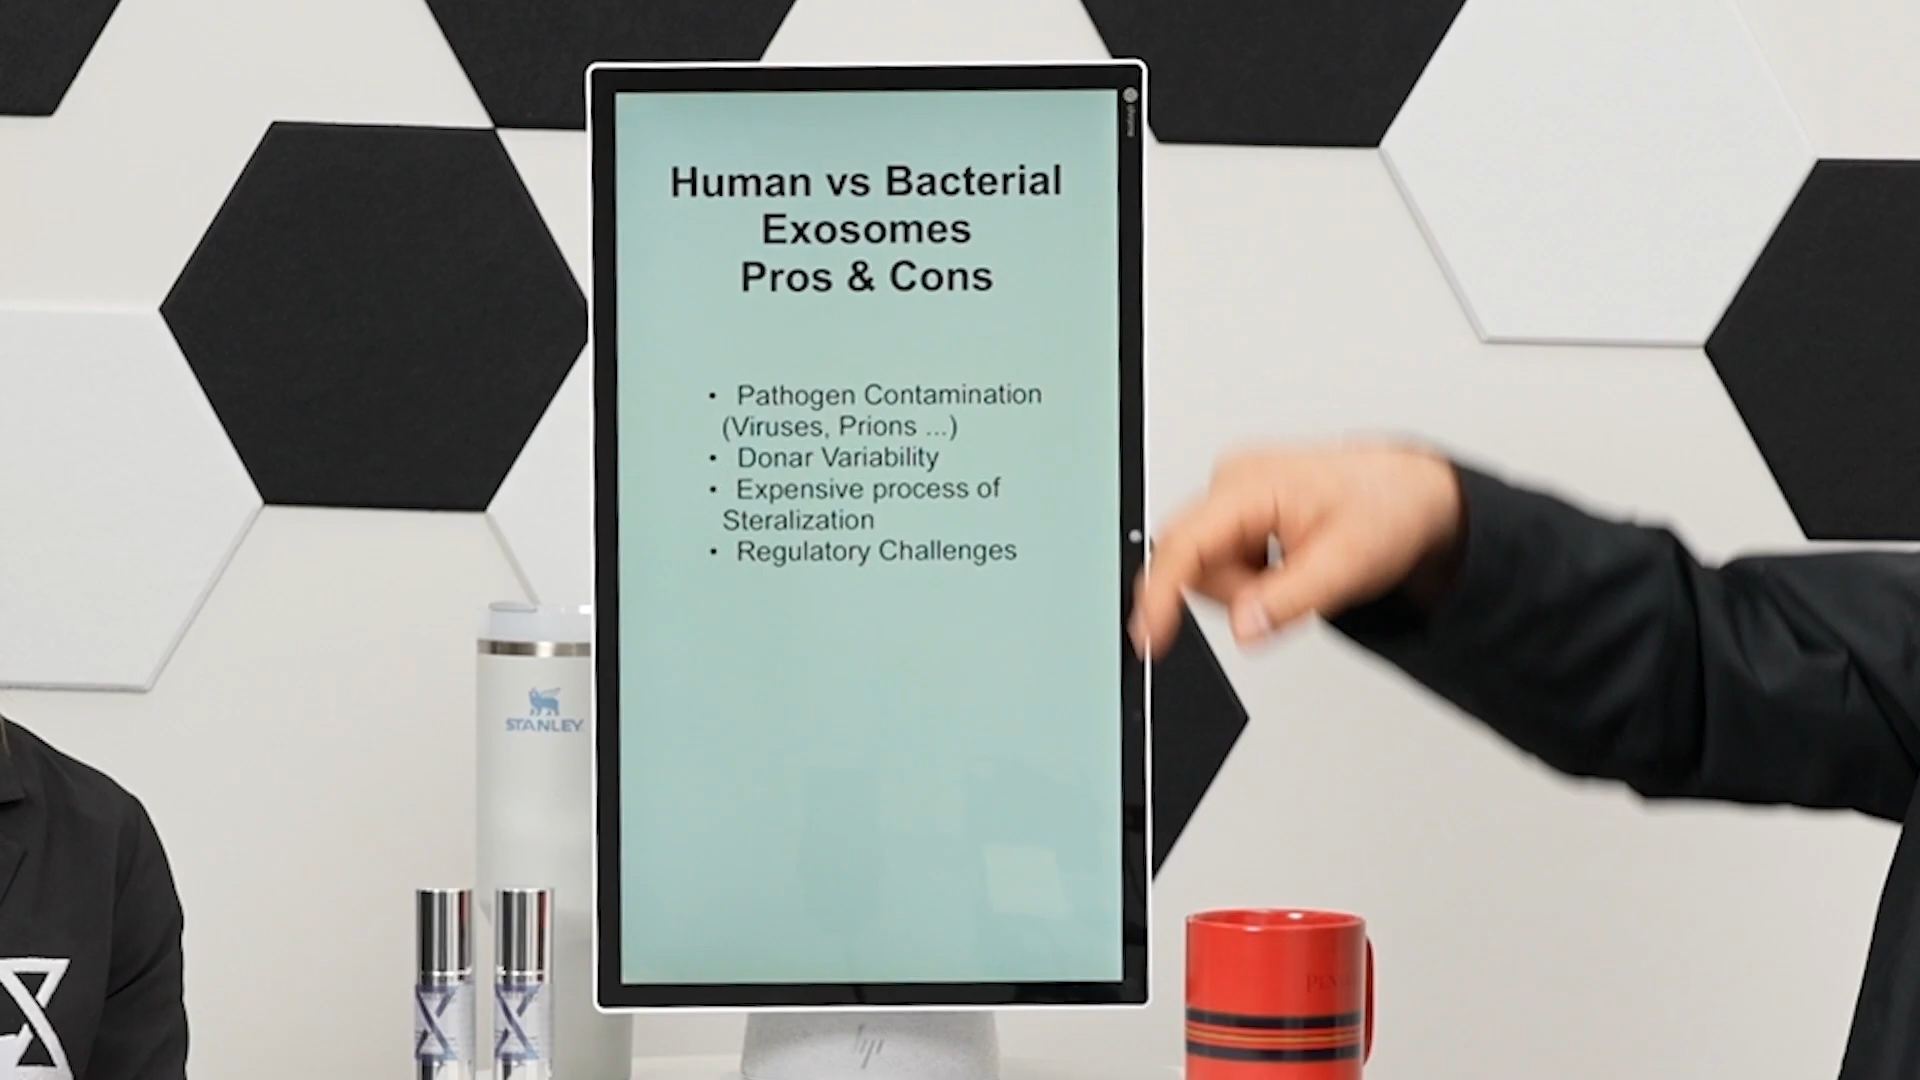 Human vs Bacterial
Exosomes
Pros & Cons
• Pathogen Contamination
(Viruses, Prions ...)
• Donar Variability
• Expensive process of
Steralization
• Regulatory Challenges
STANLEY
hp